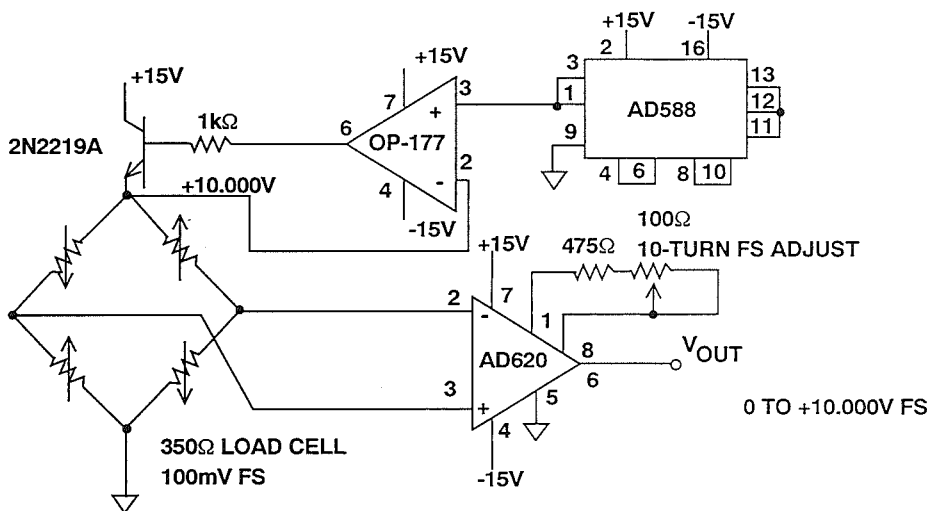 +15V
-15V
2
16
3
1
9
AD588
13
12
11
4
6
8
10
+15V
+15V
7
3
+
1kΩ
6
OP-177
2N2219A
2
-
+10.000V
4
-15V
+15V
475Ω
100Ω
10-TURN FS ADJUST
2
7
-
1
AD620
8
6
VOUT
3
+
5
4
-15V
0 TO +10.000V FS
350Ω LOAD CELL
100mV FS